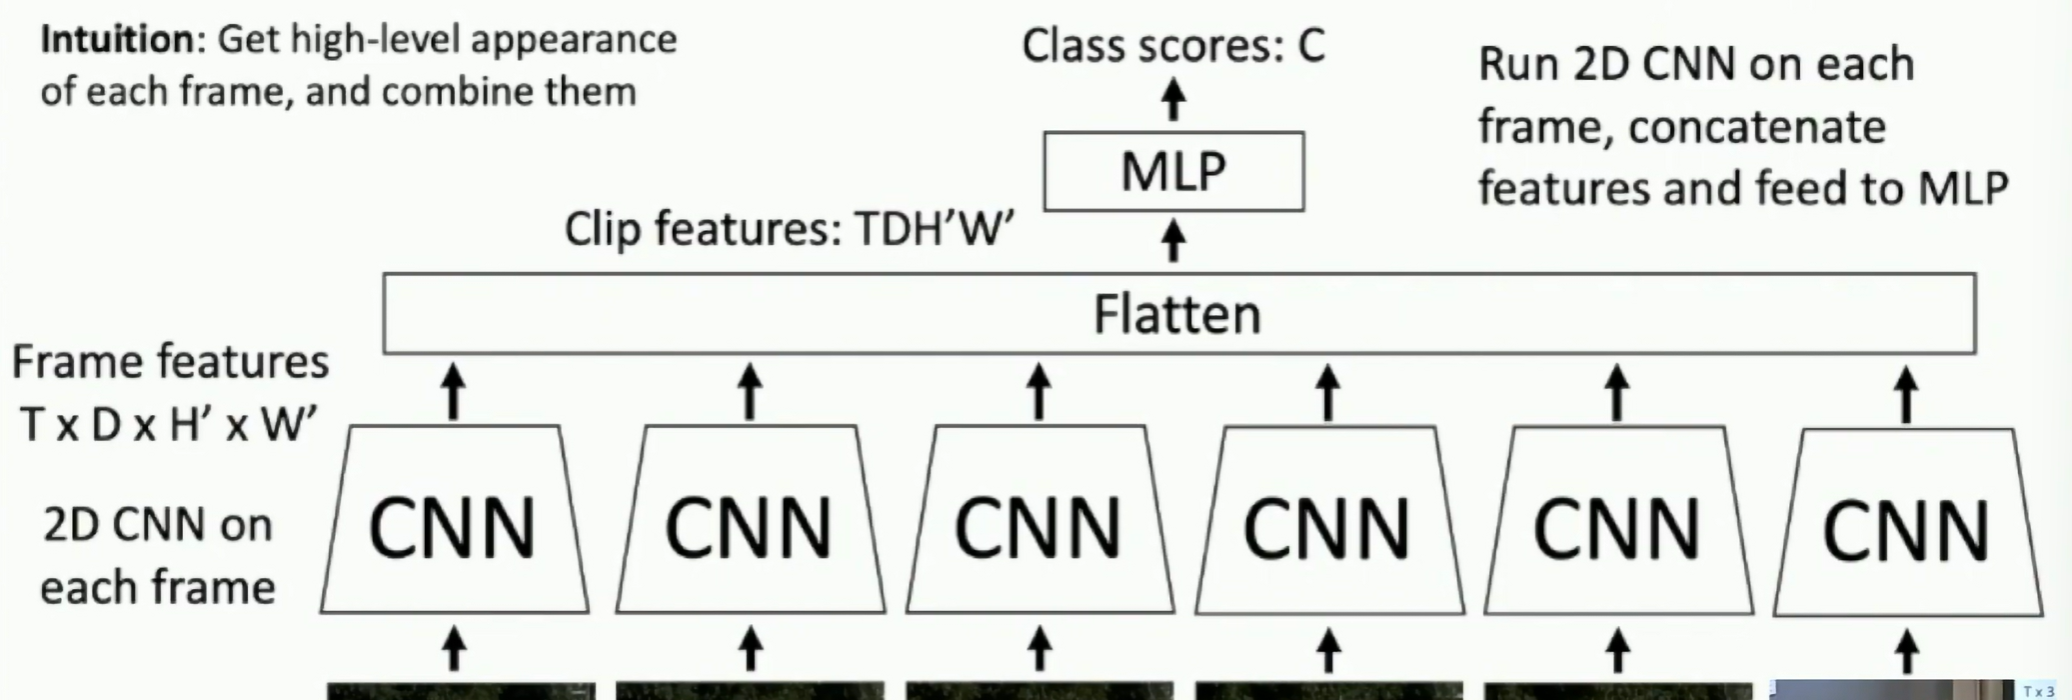 Intuition: Get high-level appearance
of each frame, and combine them
Class scores: C
Run 2D CNN on each
frame, concatenate
features and feed to MLP
MLP
Clip features: TDH'W'
Flatten
Frame features
T x D x H' x W'
2D CNN on
each frame
CNN CNN CNN CNN CNN CNN
T x 3